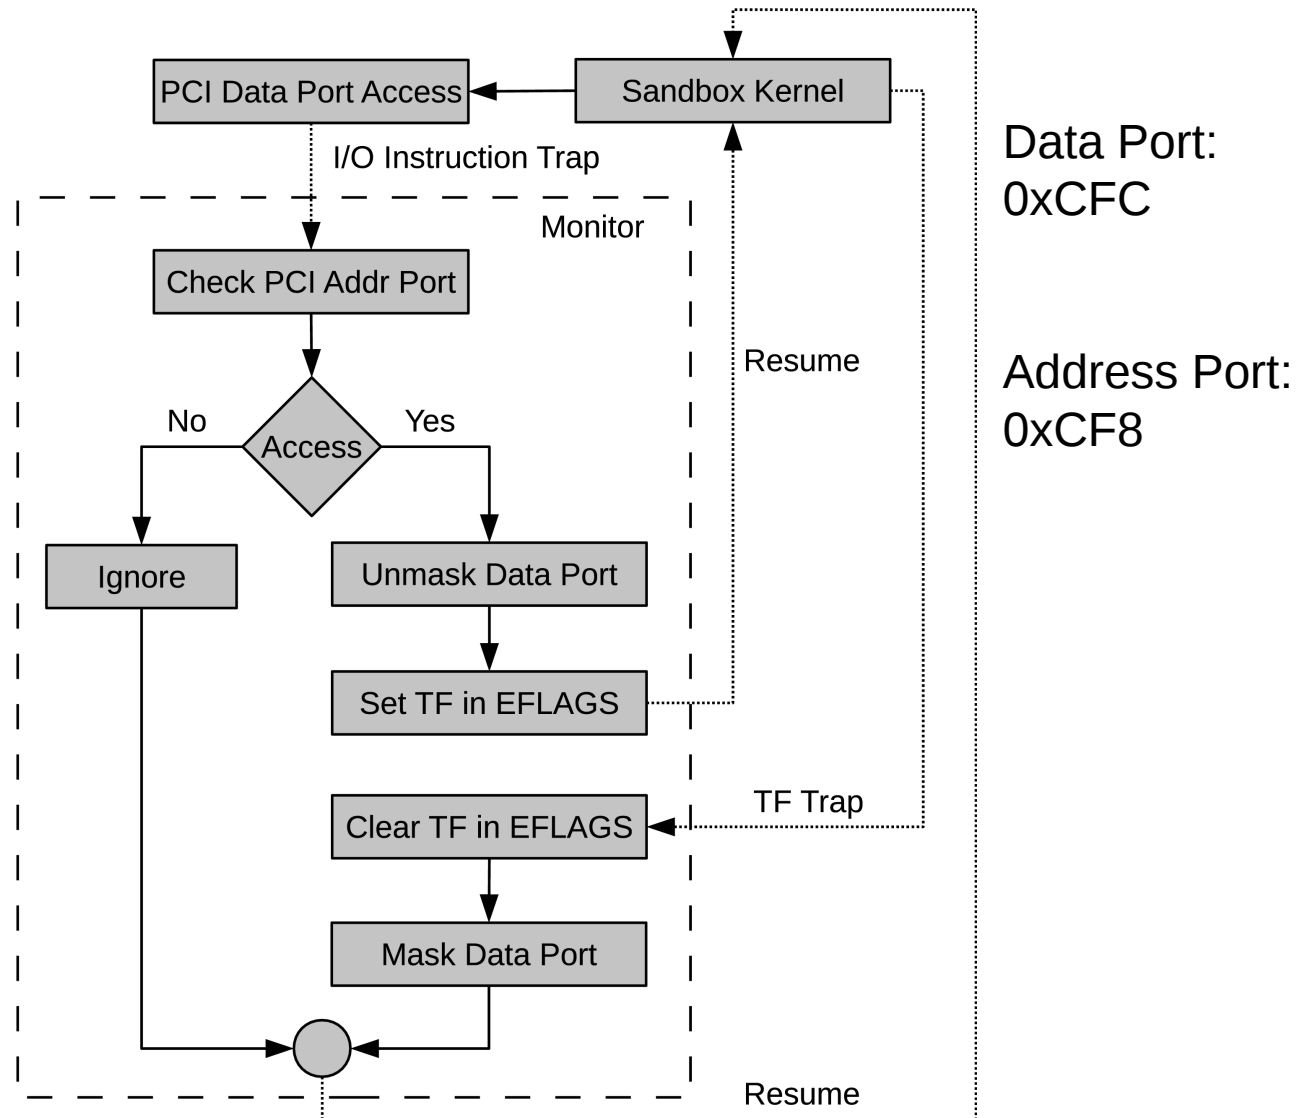 PCI Data Port Access
Sandbox Kernel
I/O Instruction Trap
Monitor
Data Port:
0xCFC
Check PCI Addr Port
Resume
Address Port:
0xCF8
No
Yes
Access
Ignore
Unmask Data Port
Set TF in EFLAGS
TF Trap
Clear TF in EFLAGS
Mask Data Port
Resume